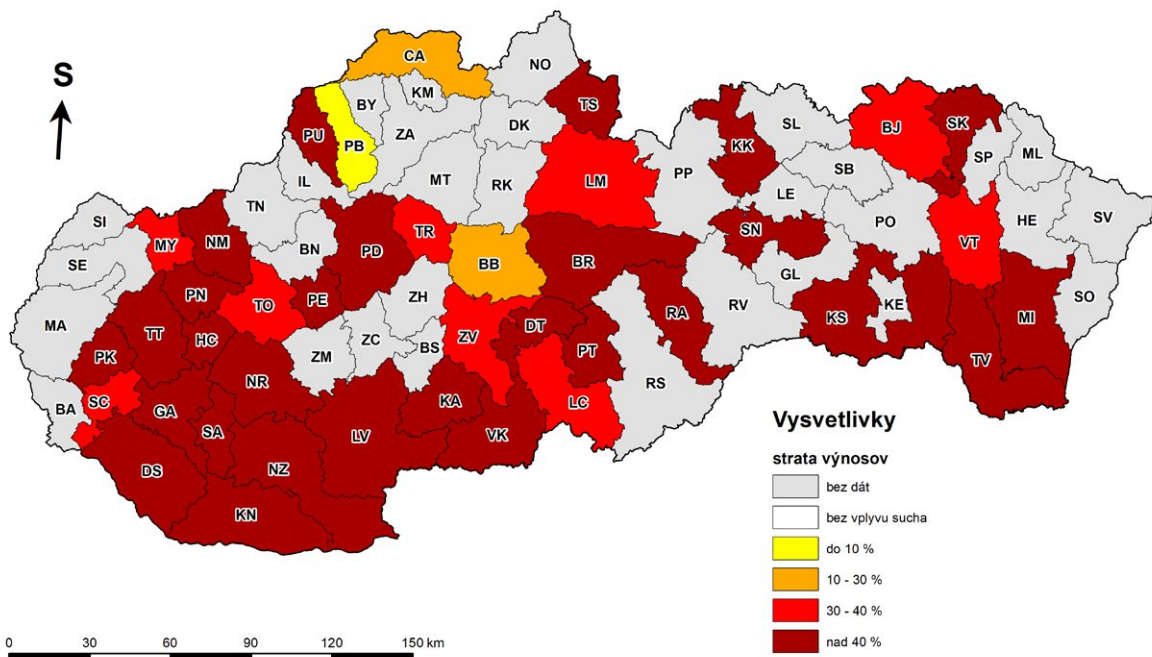 S
CA
NO
BY
KM
TS
PU
PB
ZA
DK
SL
BJ
SK
KK
SP
ML
IL
MT
RK
LM
PP
SB
LE
TN
SI
MY
NM
BN
PD
TR
SN
PO
HE
SV
VT
SE
BB
BR
GL
PN
TO
PE
ZH
RA
RV
KE
SO
KS
MI
MA
TT
HC
ZV
DT
PK
ZM
ZC
BS
PT
TV
NR
RS
BA
SC
GA
SA
KA
LC
LV
VK
DS
NZ
KN
Vysvetlivky
strata výnosov
bez dát
bez vplyvu sucha
do 10 %
10 - 30 %
30 - 40 %
nad 40 %
0 30 60 90 120 150 km